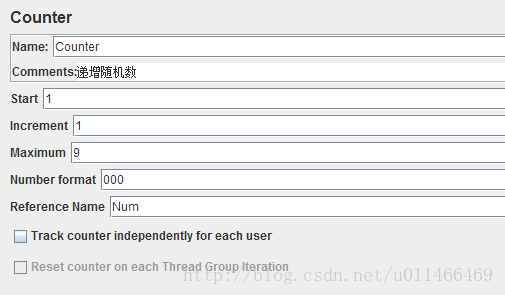 Counter
Name: Counter
Comments:递增随机数
Start 1
Increment 1
Maximum 9
Number format 000
Reference Name Num
Track counter independently for each user
Reset counter on each Thread Group Iteration
http://blog.csdn.net/u011466469